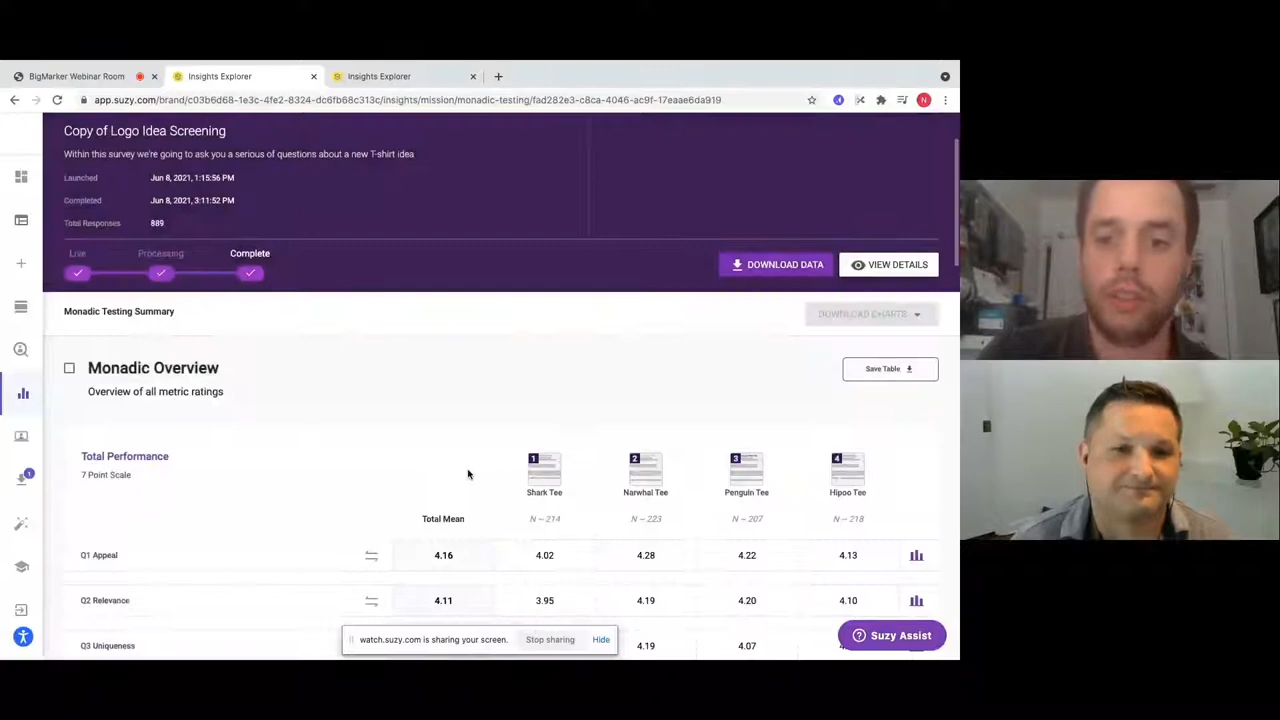 BigMarker Webinar Room
Insights Explorer
Insights Explorer
app.suzy.com/brand/c03b6d68-1e3c-4fe2-8324-dc6fb68c313c/insights/mission/monadic-testing/fad282e3-c8ca-4046-ac9f-17eaae6da919
N
Copy of Logo Idea Screening
Within this survey we're going to ask you a serious of questions about a new T-shirt idea
Launched Jun 8, 2021, 1:15:56 PM
Completed Jun 8, 2021, 3:11:52 PM
Total Responses 889
Live Processing Complete
DOWNLOAD DATA VIEW DETAILS
Monadic Testing Summary DOWNLOAD CHARTS
Monadic Overview Save Table
Overview of all metric ratings
Total Performance 1 2 3 4
7 Point Scale
Shark Tee Narwhal Tee Penguin Tee Hipoo Tee
Total Mean N ~ 214 N ~ 223 N ~ 207 N ~ 218
Q1 Appeal 4.16 4.02 4.28 4.22 4.13
Q2 Relevance 4.11 3.95 4.19 4.20 4.10
Q3 Uniqueness 4.19 4.07
watch.suzy.com is sharing your screen. Stop sharing Hide
Suzy Assist
1